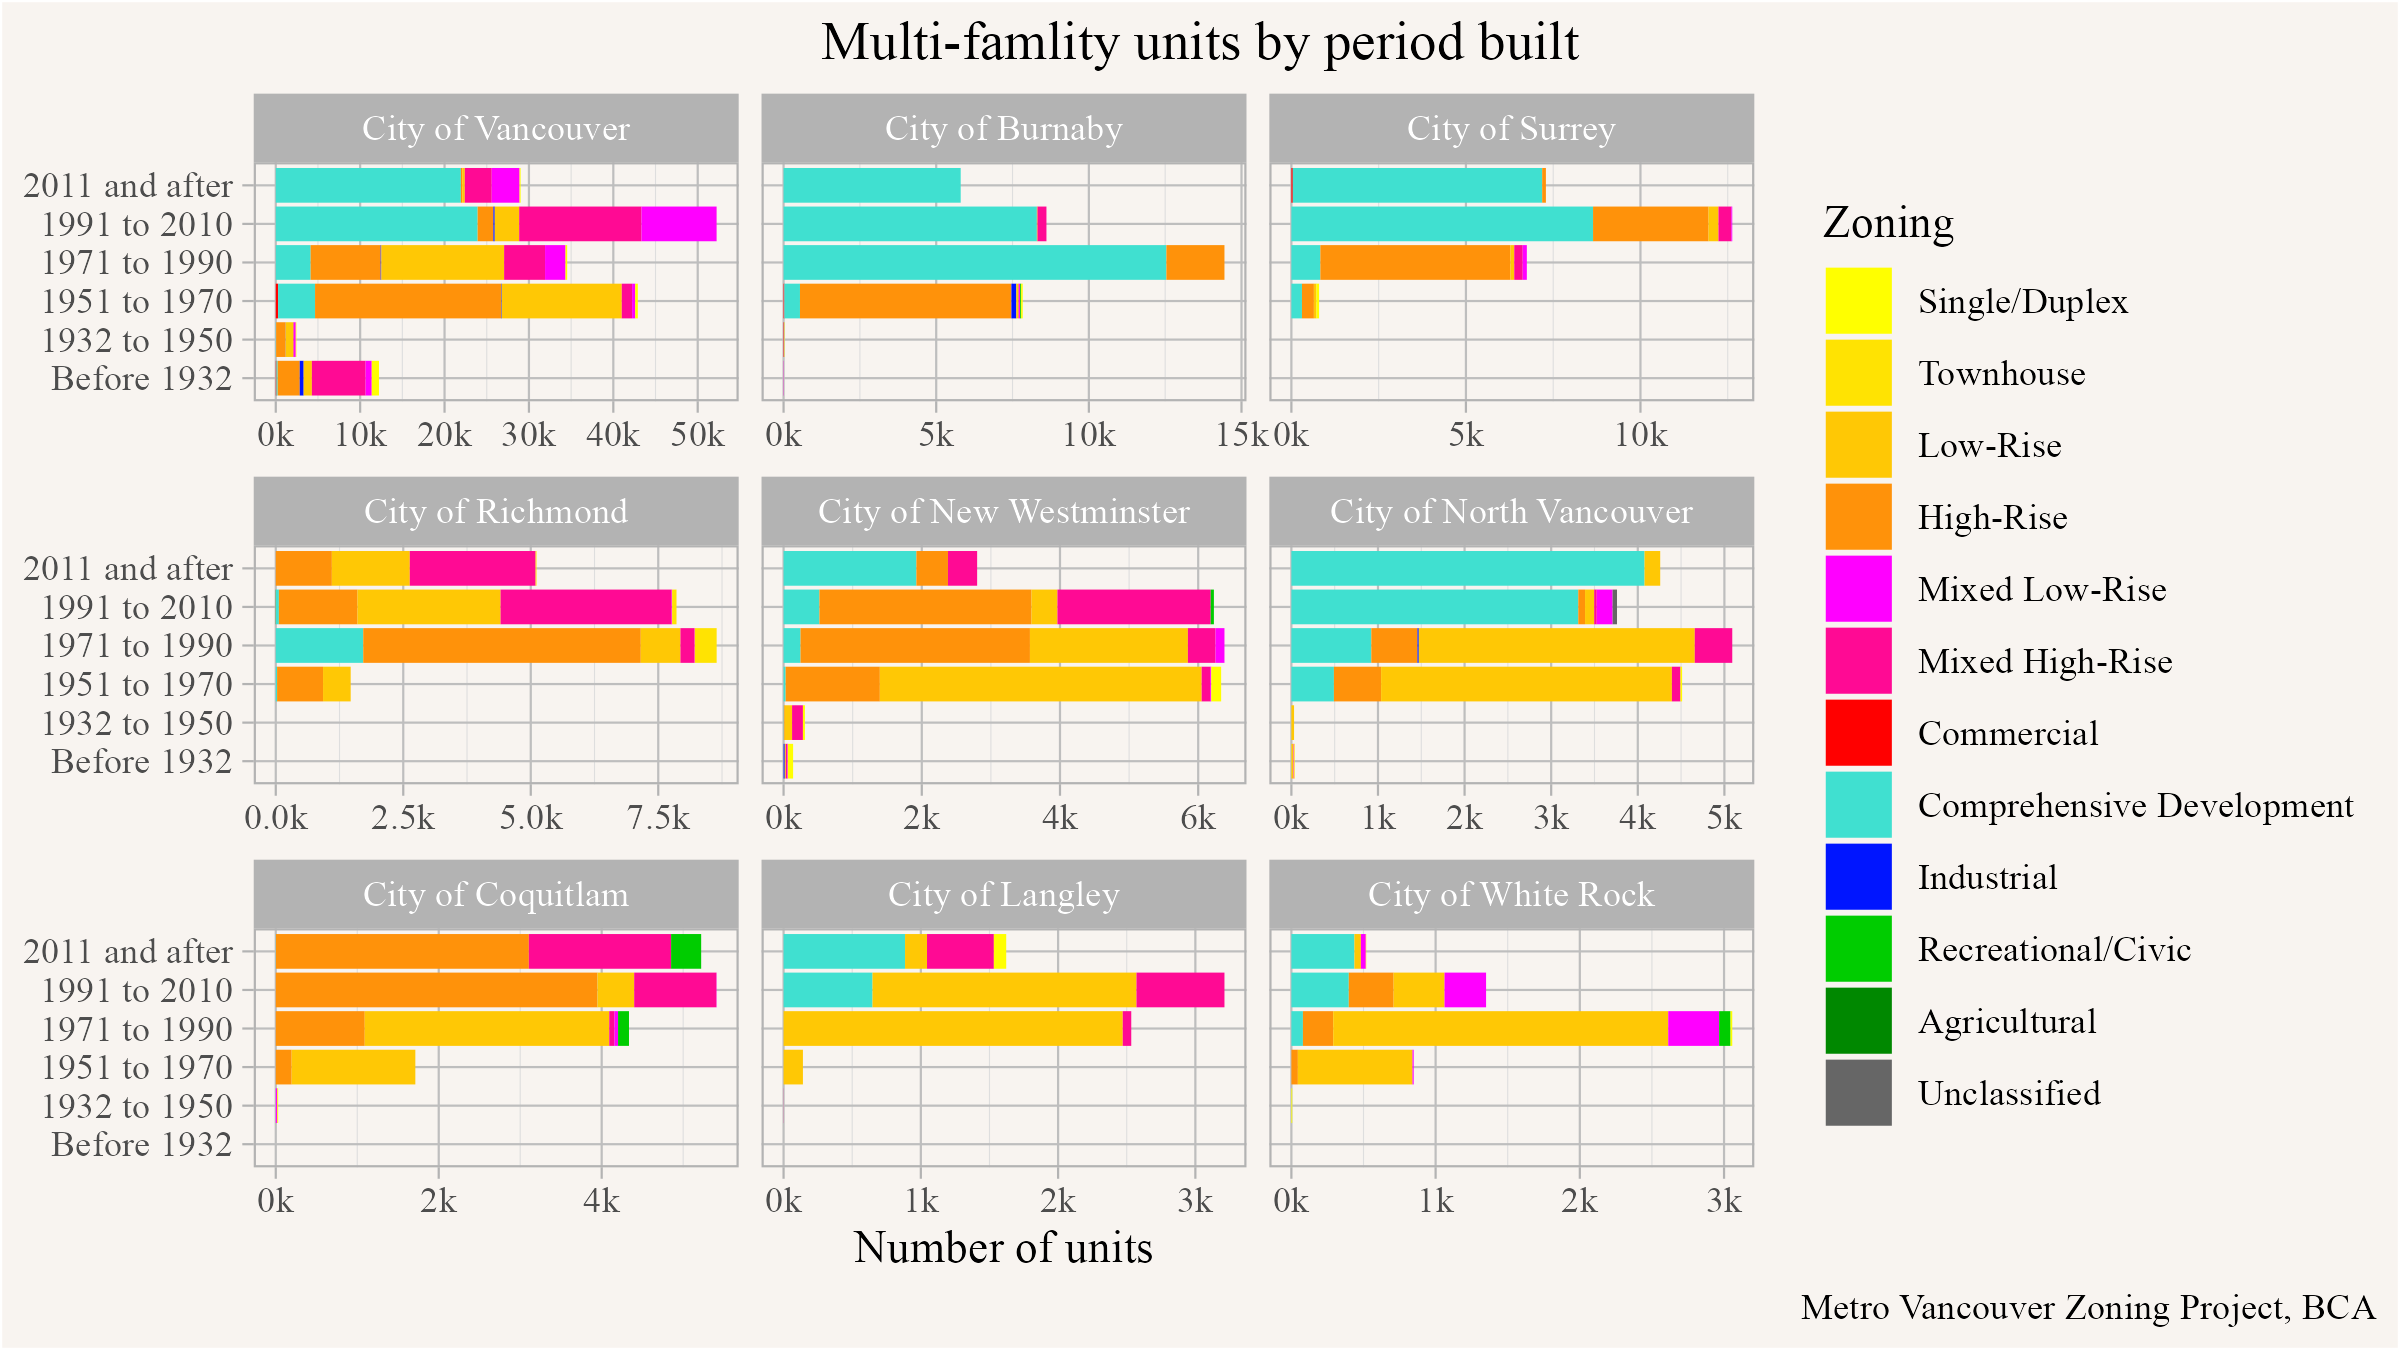 Multi-famlity units by period built
City of Vancouver
City of Burnaby
City of Surrey
2011 and after
1991 to 2010
1971 to 1990
1951 to 1970
1932 to 1950
Before 1932
0k 10k 20k 30k 40k 50k
0k 5k 10k 15k
0k 5k 10k
City of Richmond
City of New Westminster
City of North Vancouver
2011 and after
1991 to 2010
1971 to 1990
1951 to 1970
1932 to 1950
Before 1932
0.0k 2.5k 5.0k 7.5k
0k 2k 4k 6k
0k 1k 2k 3k 4k 5k
City of Coquitlam
City of Langley
City of White Rock
2011 and after
1991 to 2010
1971 to 1990
1951 to 1970
1932 to 1950
Before 1932
0k 2k 4k
0k 1k 2k 3k
0k 1k 2k 3k
Number of units
Zoning
Single/Duplex
Townhouse
Low-Rise
High-Rise
Mixed Low-Rise
Mixed High-Rise
Commercial
Comprehensive Development
Industrial
Recreational/Civic
Agricultural
Unclassified
Metro Vancouver Zoning Project, BCA